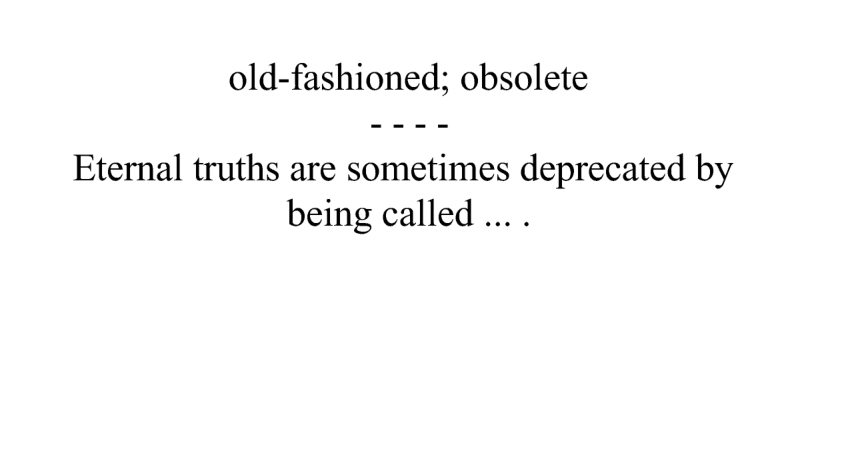 old-fashioned; obsolete
- - - -
Eternal truths are sometimes deprecated by
being called ... .